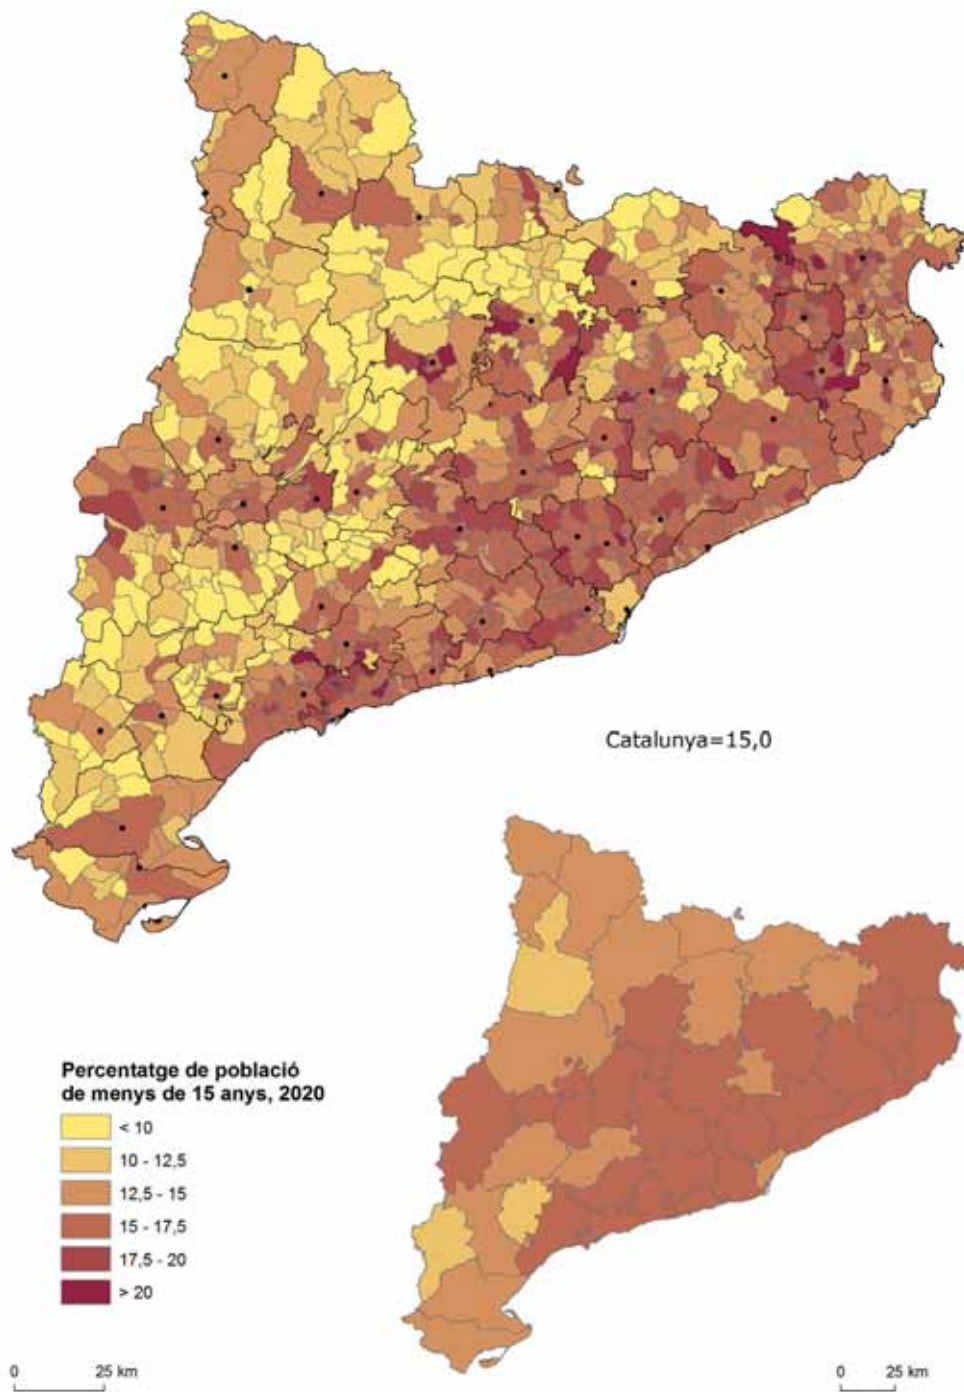 Catalunya=15,0
Percentatge de població
de menys de 15 anys, 2020
< 10
10 - 12,5
12,5 - 15
15 - 17,5
17,5 - 20
> 20
0 25 km
0 25 km